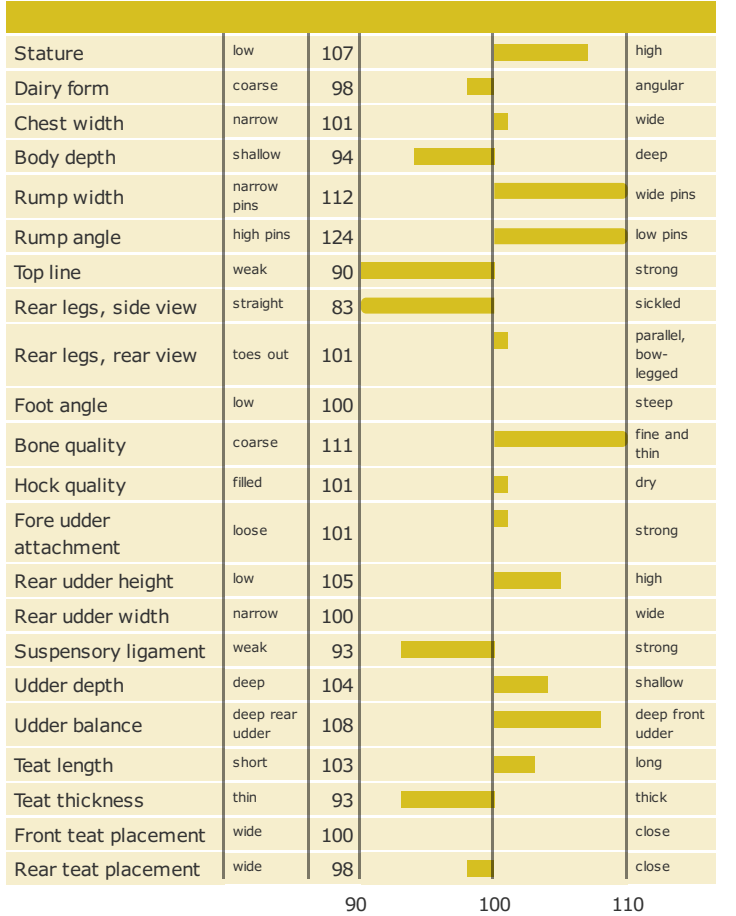 Stature low 107 high
Dairy form coarse 98 angular
Chest width narrow 101 wide
Body depth shallow 94 deep
Rump width narrow pins 112 wide pins
Rump angle high pins 124 low pins
Top line weak 90 strong
Rear legs, side view straight 83 sickled
Rear legs, rear view toes out 101 parallel, bow-legged
Foot angle low 100 steep
Bone quality coarse 111 fine and thin
Hock quality filled 101 dry
Fore udder attachment loose 101 strong
Rear udder height low 105 high
Rear udder width narrow 100 wide
Suspensory ligament weak 93 strong
Udder depth deep 104 shallow
Udder balance deep rear udder 108 deep front udder
Teat length short 103 long
Teat thickness thin 93 thick
Front teat placement wide 100 close
Rear teat placement wide 98 close
90 100 110